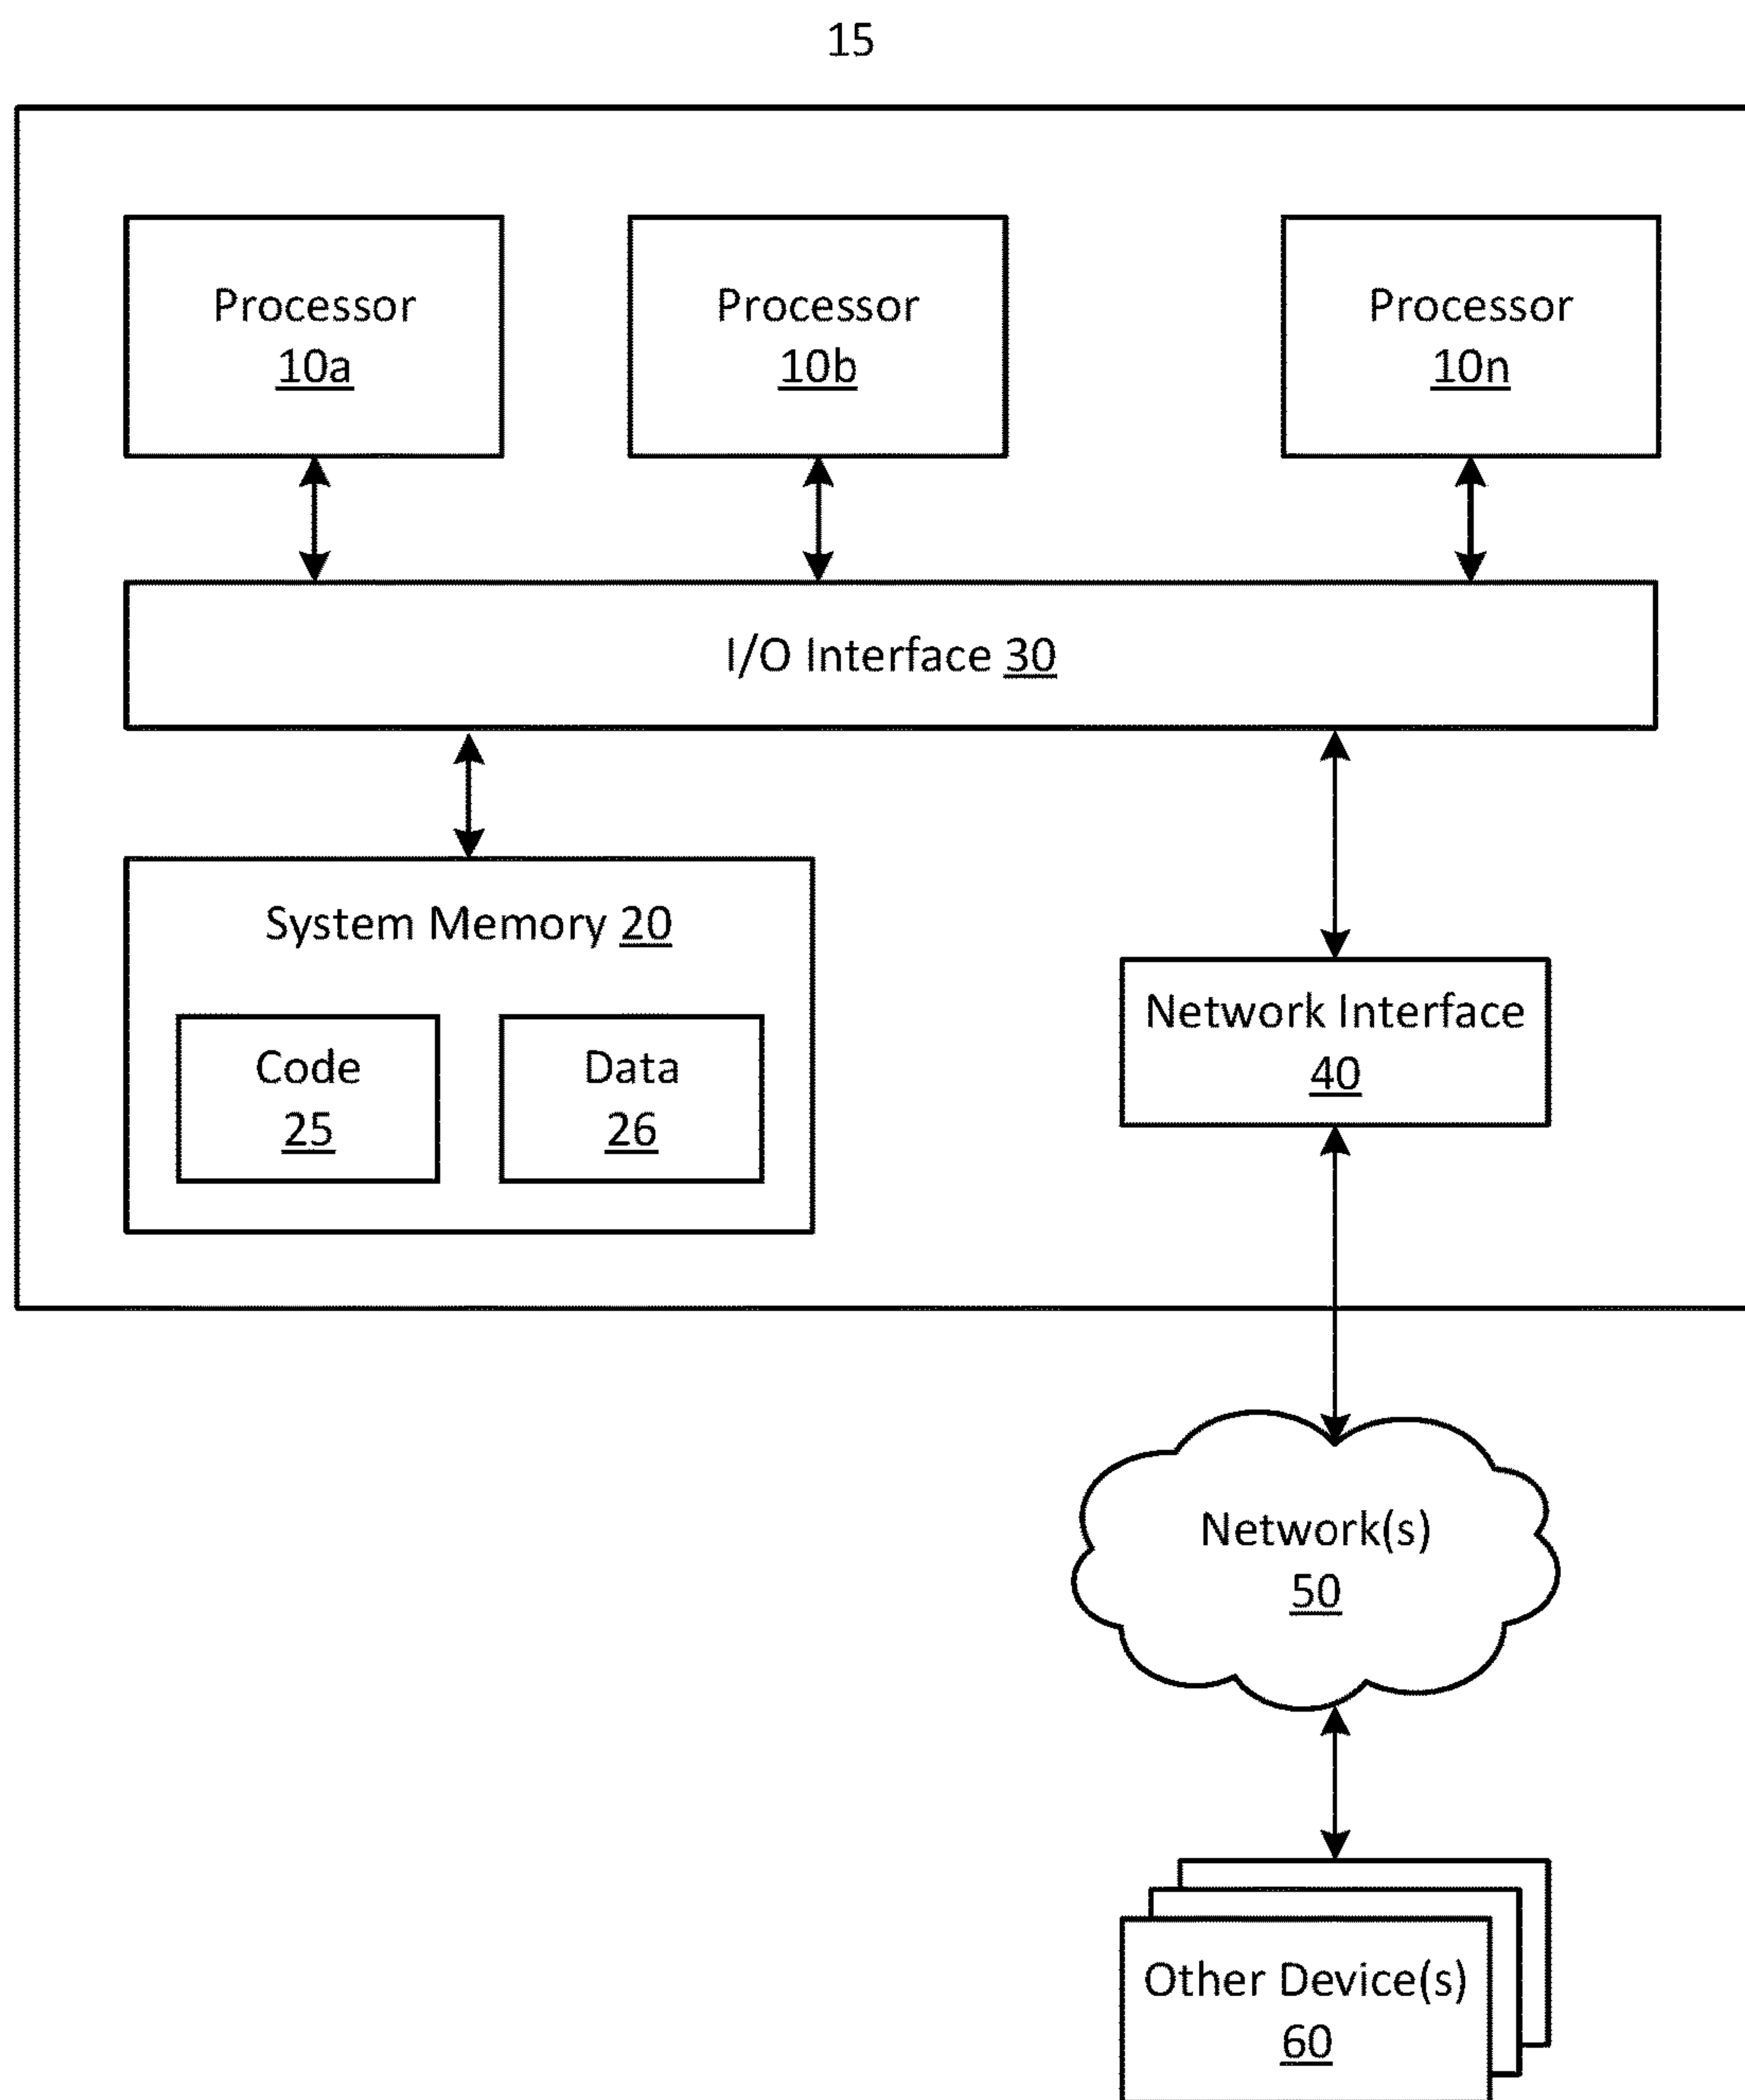 15
Processor
10a
Processor
10b
Processor
10n
I/O Interface 30
System Memory 20
Code
25
Data
26
Network Interface
40
Network(s)
50
Other Device(s)
60